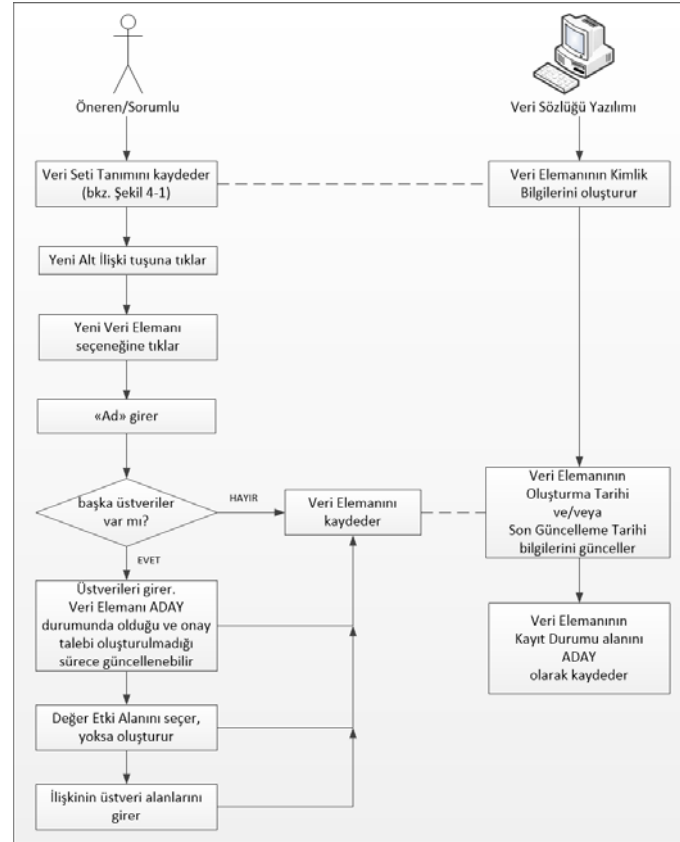 Öneren/Sorumlu
Veri Sözlüğü Yazılımı
Veri Seti Tanımını kaydeder
(bkz. Şekil 4-1)
Veri Elemanının Kimlik
Bilgilerini oluşturur
Yeni Alt İlişki tuşuna tıklar
Yeni Veri Elemanı
seçeneğine tıklar
«Ad» girer
başka üstveriler
var mı?
HAYIR
Veri Elemanını
kaydeder
Veri Elemanının
Oluşturma Tarihi
ve/veya
Son Güncelleme Tarihi
bilgilerini günceller
EVET
Üstverileri girer.
Veri Elemanı ADAY
durumunda olduğu ve onay
talebi oluşturulmadığı
sürece güncellenebilir
Veri Elemanının
Kayıt Durumu alanını
ADAY
olarak kaydeder
Değer Etki Alanını seçer,
yoksa oluşturur
İlişkinin üstveri alanlarını
girer